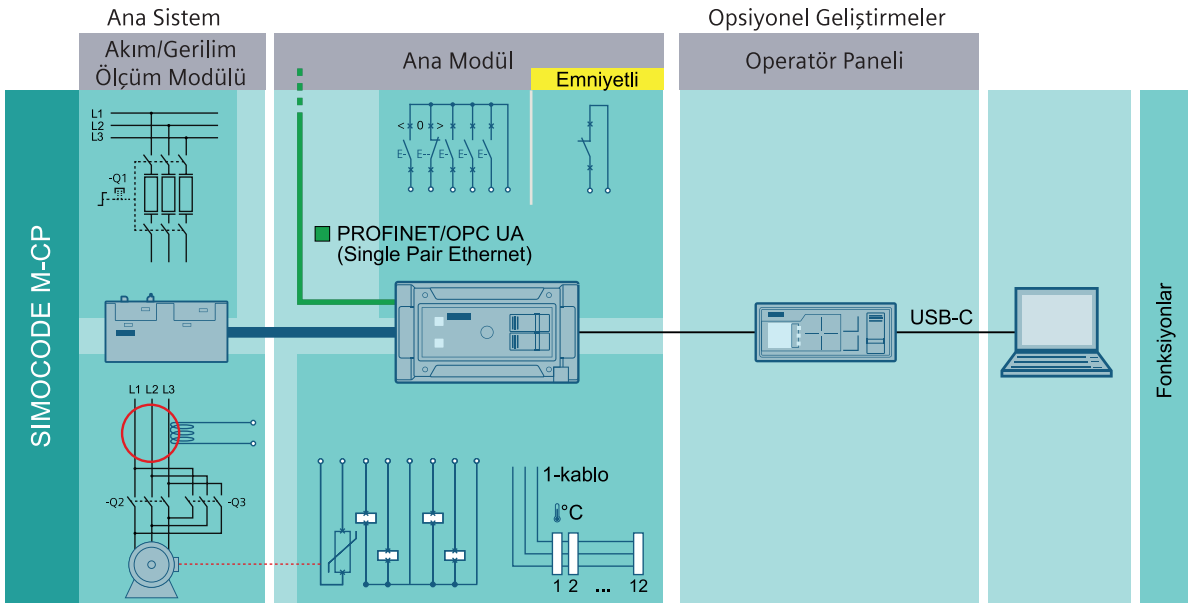 Ana Sistem
Opsiyonel Geliştirmeler
Akım/Gerilim
Ölçüm Modülü
Ana Modül
Emniyetli
Operatör Paneli
SIMOCODE M-CP
L1
L2
L3
-Q1
< 0 >
E- E-- E- E- E-
PROFINET/OPC UA
(Single Pair Ethernet)
USB-C
Fonksiyonlar
L1 L2 L3
-Q2
-Q3
1-kablo
°C
1 2 ... 12